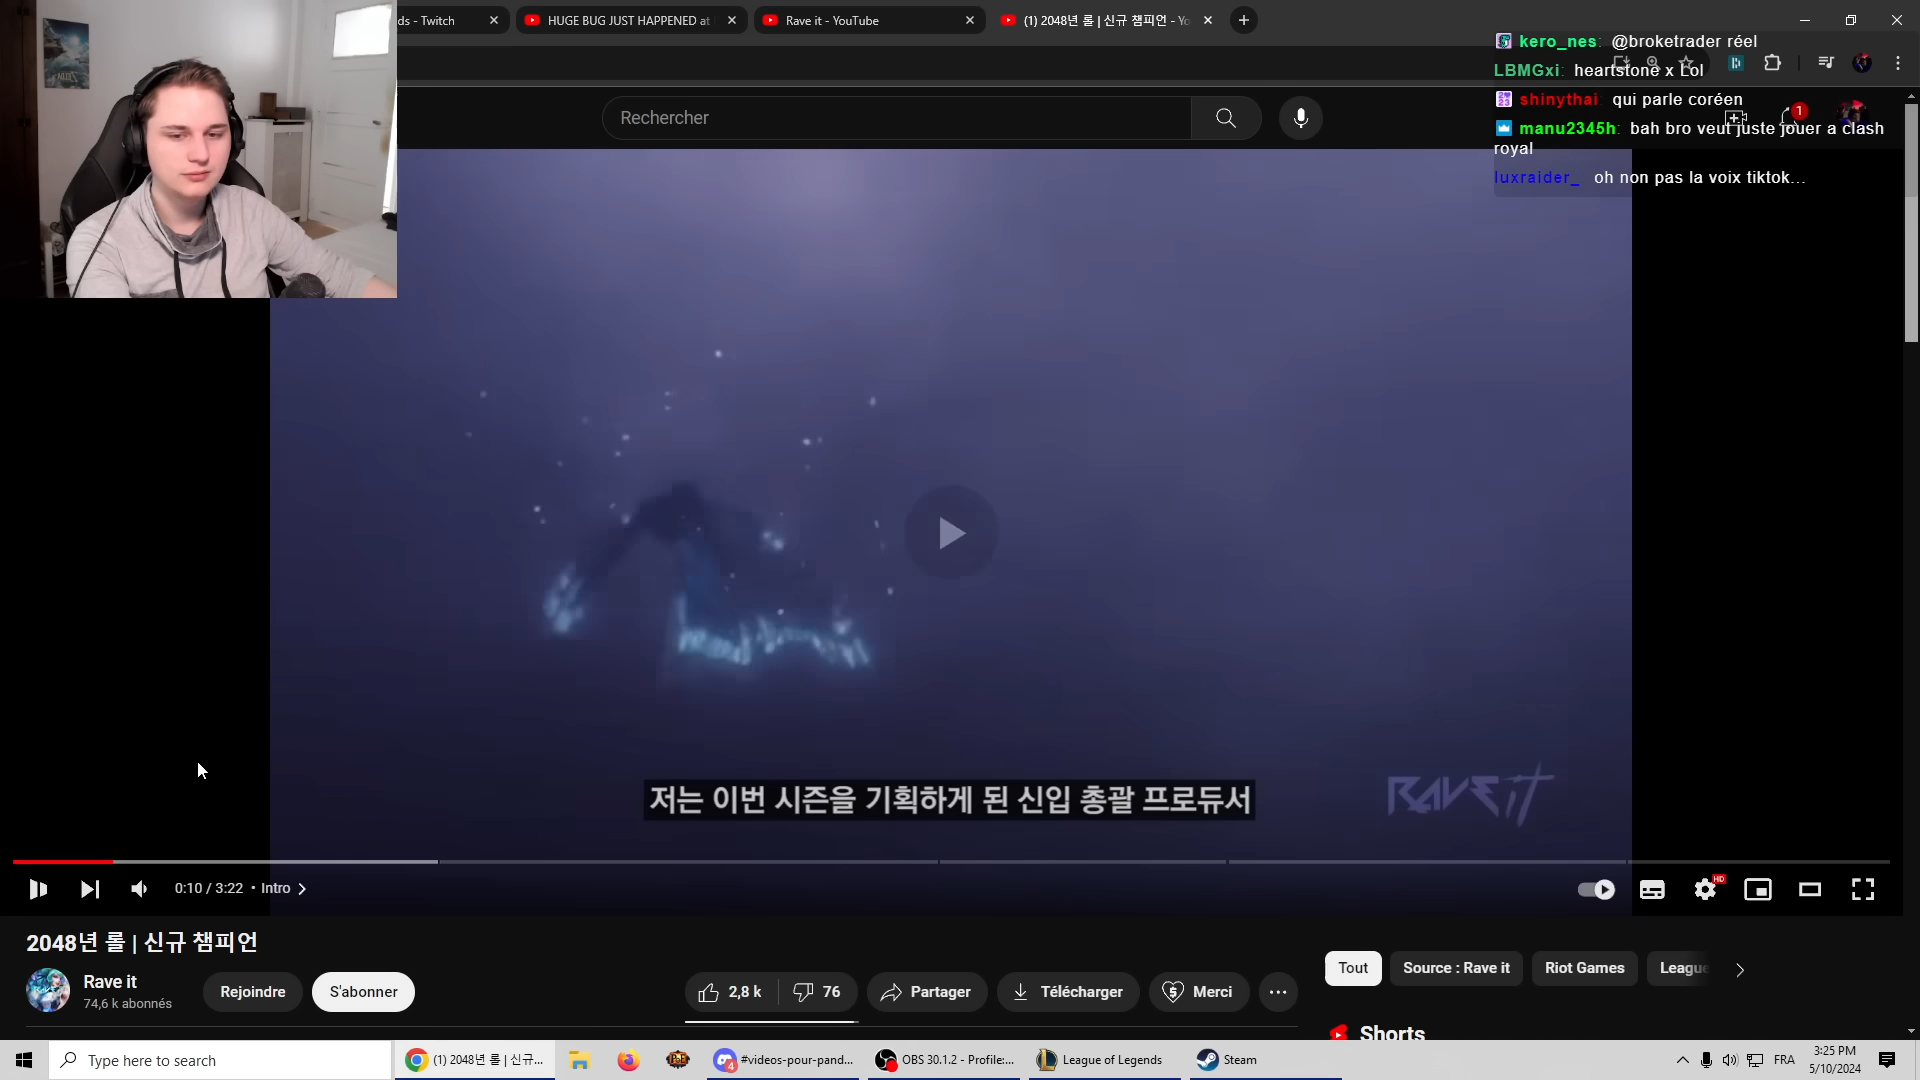 ds - Twitch
HUGE BUG JUST HAPPENED at
Rave it - YouTube
(1) 2048년 롤 | 신규 챔피언 - Yo
kero_nes: @broketrader réel
LBMGxi: heartstone x Lol
shinythai: qui parle coréen
manu2345h: bah bro veut juste jouer a clash
royal
luxraider_ oh non pas la voix tiktok...
Rechercher
1
저는 이번 시즌을 기획하게 된 신입 총괄 프로듀서
RAVE it
0:10 / 3:22 • Intro
HD
2048년 롤 | 신규 챔피언
Rave it
74,6 k abonnés
Rejoindre
S'abonner
2,8 k
76
Partager
Télécharger
Merci
Tout
Source : Rave it
Riot Games
League
Shorts
Type here to search
(1) 2048년 롤 | 신규...
#videos-pour-pand...
4
OBS 30.1.2 - Profile:...
League of Legends
Steam
FRA
3:25 PM
5/10/2024